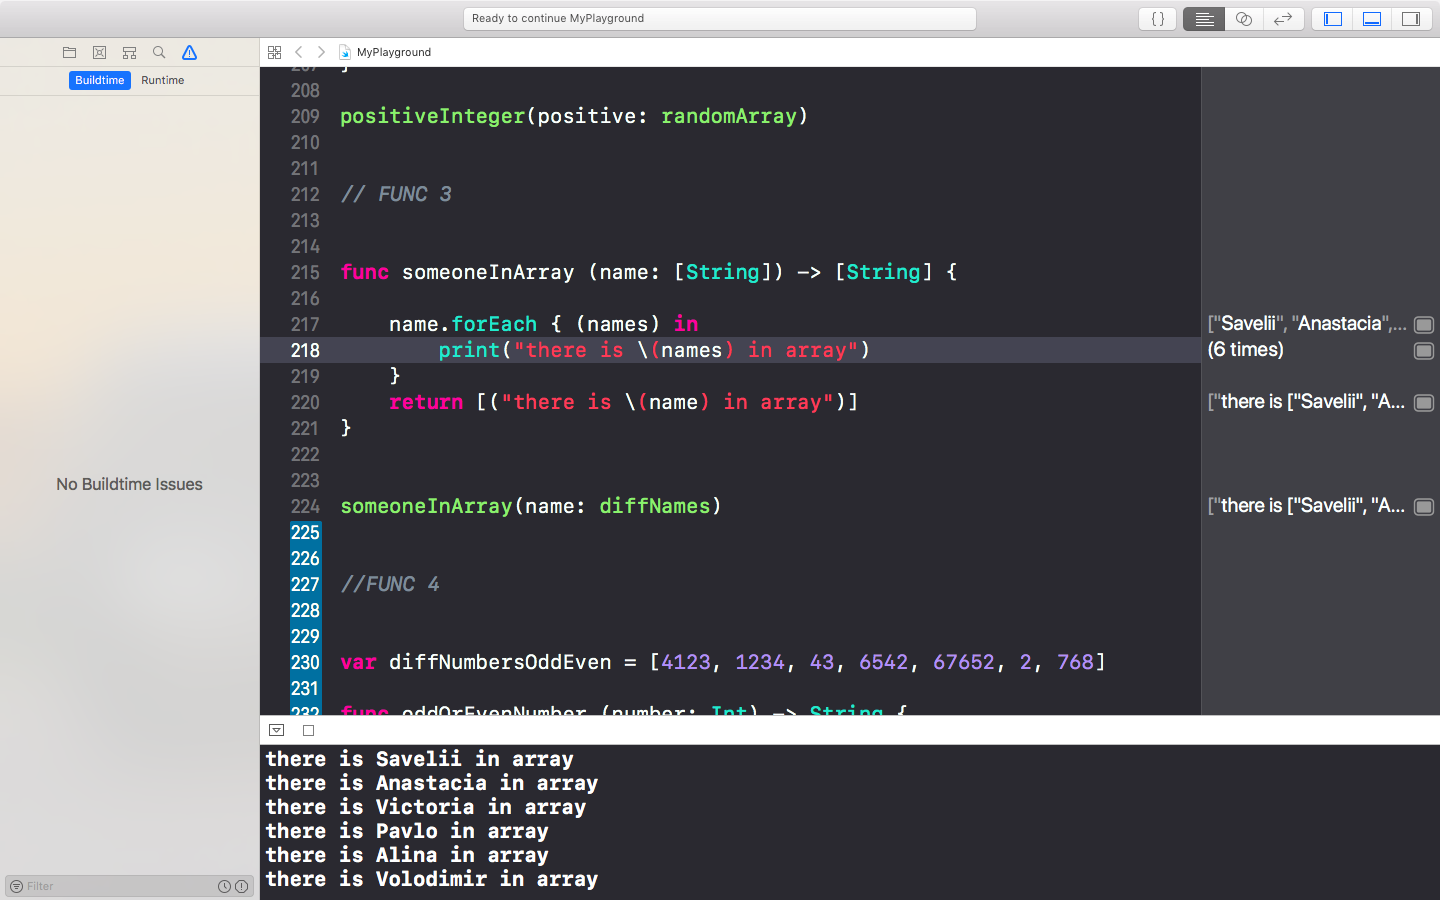 Ready to continue MyPlayground
{}
MyPlayground
Buildtime Runtime
207 }
208
209 positiveInteger(positive: randomArray)
210
211
212 // FUNC 3
213
214
215 func someoneInArray (name: [String]) -> [String] {
216
217 name.forEach { (names) in
["Savelii", "Anastacia",...
218 print("there is \(names) in array")
(6 times)
219 }
220 return [("there is \(name) in array")]
["there is ["Savelii", "A...
221 }
222
223
224 someoneInArray(name: diffNames)
["there is ["Savelii", "A...
225
226
227 //FUNC 4
228
229
230 var diffNumbersOddEven = [4123, 1234, 43, 6542, 67652, 2, 768]
231
232 func oddOrEvenNumber (number: Int) -> String {
No Buildtime Issues
Filter
there is Savelii in array
there is Anastacia in array
there is Victoria in array
there is Pavlo in array
there is Alina in array
there is Volodimir in array